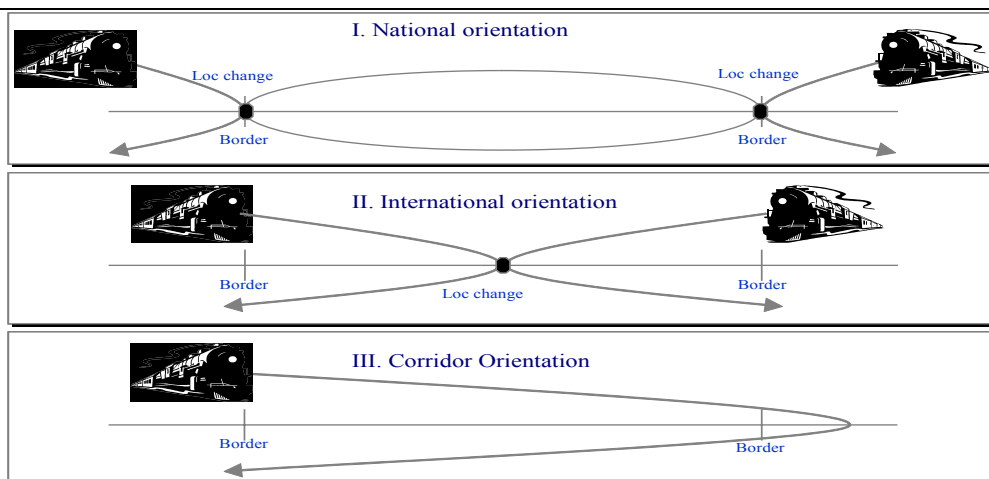 I. National orientation
Loc change
Loc change
Border
Border
II. International orientation
Border
Border
Loc change
III. Corridor Orientation
Border
Border